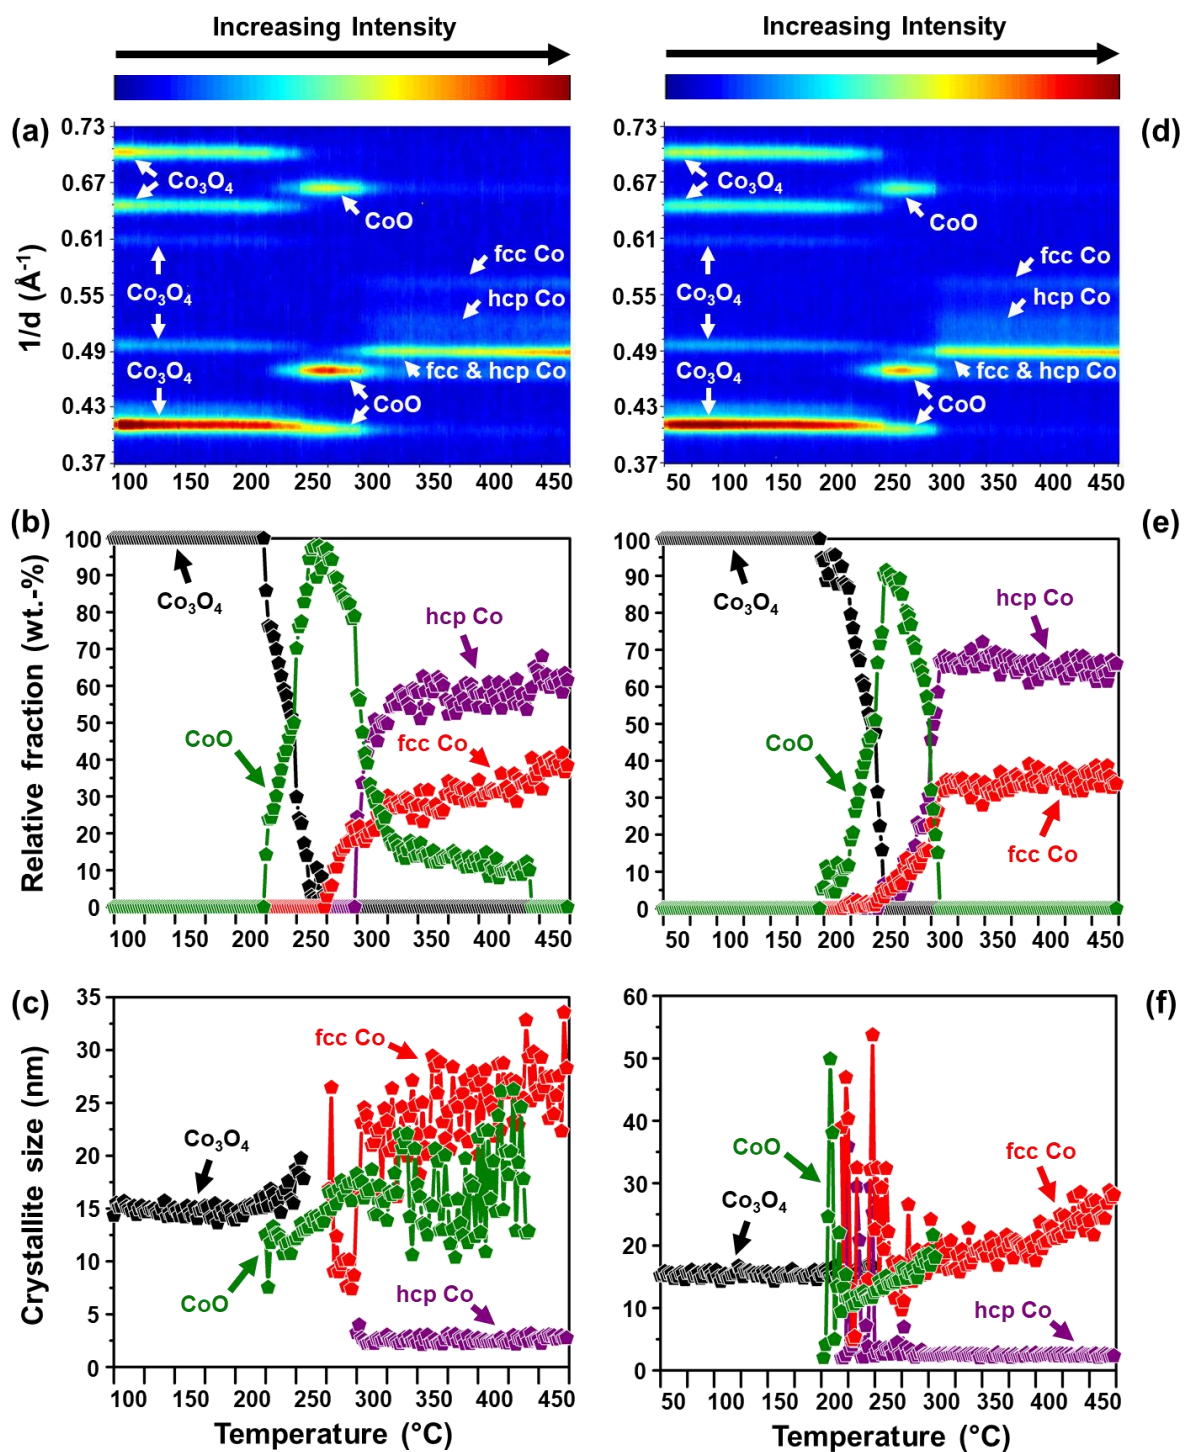 Increasing Intensity
Increasing Intensity
(a)
0.73
0.67
0.61
0.55
0.49
0.43
0.37
1/d (Å⁻¹)
Co₃O₄
CoO
Co₃O₄
fcc Co
hcp Co
Co₃O₄
fcc & hcp Co
CoO
100 150 200 250 300 350 400 450
(d)
0.73
0.67
0.61
0.55
0.49
0.43
0.37
Co₃O₄
CoO
Co₃O₄
fcc Co
hcp Co
Co₃O₄
fcc & hcp Co
CoO
50 100 150 200 250 300 350 400 450
(b)
100
90
80
70
60
50
40
30
20
10
0
Relative fraction (wt.-%)
Co₃O₄
hcp Co
CoO
fcc Co
100 150 200 250 300 350 400 450
(e)
100
90
80
70
60
50
40
30
20
10
0
Co₃O₄
hcp Co
CoO
fcc Co
50 100 150 200 250 300 350 400 450
(c)
35
30
25
20
15
10
5
0
Crystallite size (nm)
fcc Co
Co₃O₄
CoO
hcp Co
100 150 200 250 300 350 400 450
Temperature (°C)
(f)
60
50
40
30
20
10
0
CoO
fcc Co
Co₃O₄
hcp Co
50 100 150 200 250 300 350 400 450
Temperature (°C)